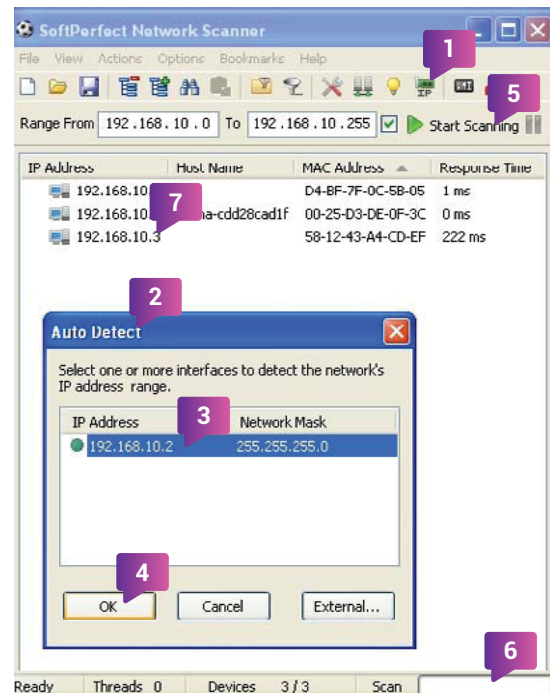 SoftPerfect Network Scanner
File View Actions Options Bookmarks Help
1
IP
5
Range From 192.168.10.0 To 192.168.10.255 Start Scanning
IP Address Host Name MAC Address Response Time
192.168.10. D4-BF-7F-0C-5B-05 1 ms
7
192.168.10. a-cdd28cad1f 00-25-D3-DE-0F-3C 0 ms
192.168.10.3 58-12-43-A4-CD-EF 222 ms
2
Auto Detect
Select one or more interfaces to detect the network's
IP address range.
3
IP Address Network Mask
192.168.10.2 255.255.255.0
4
OK Cancel External...
6
Ready Threads 0 Devices 3 / 3 Scan